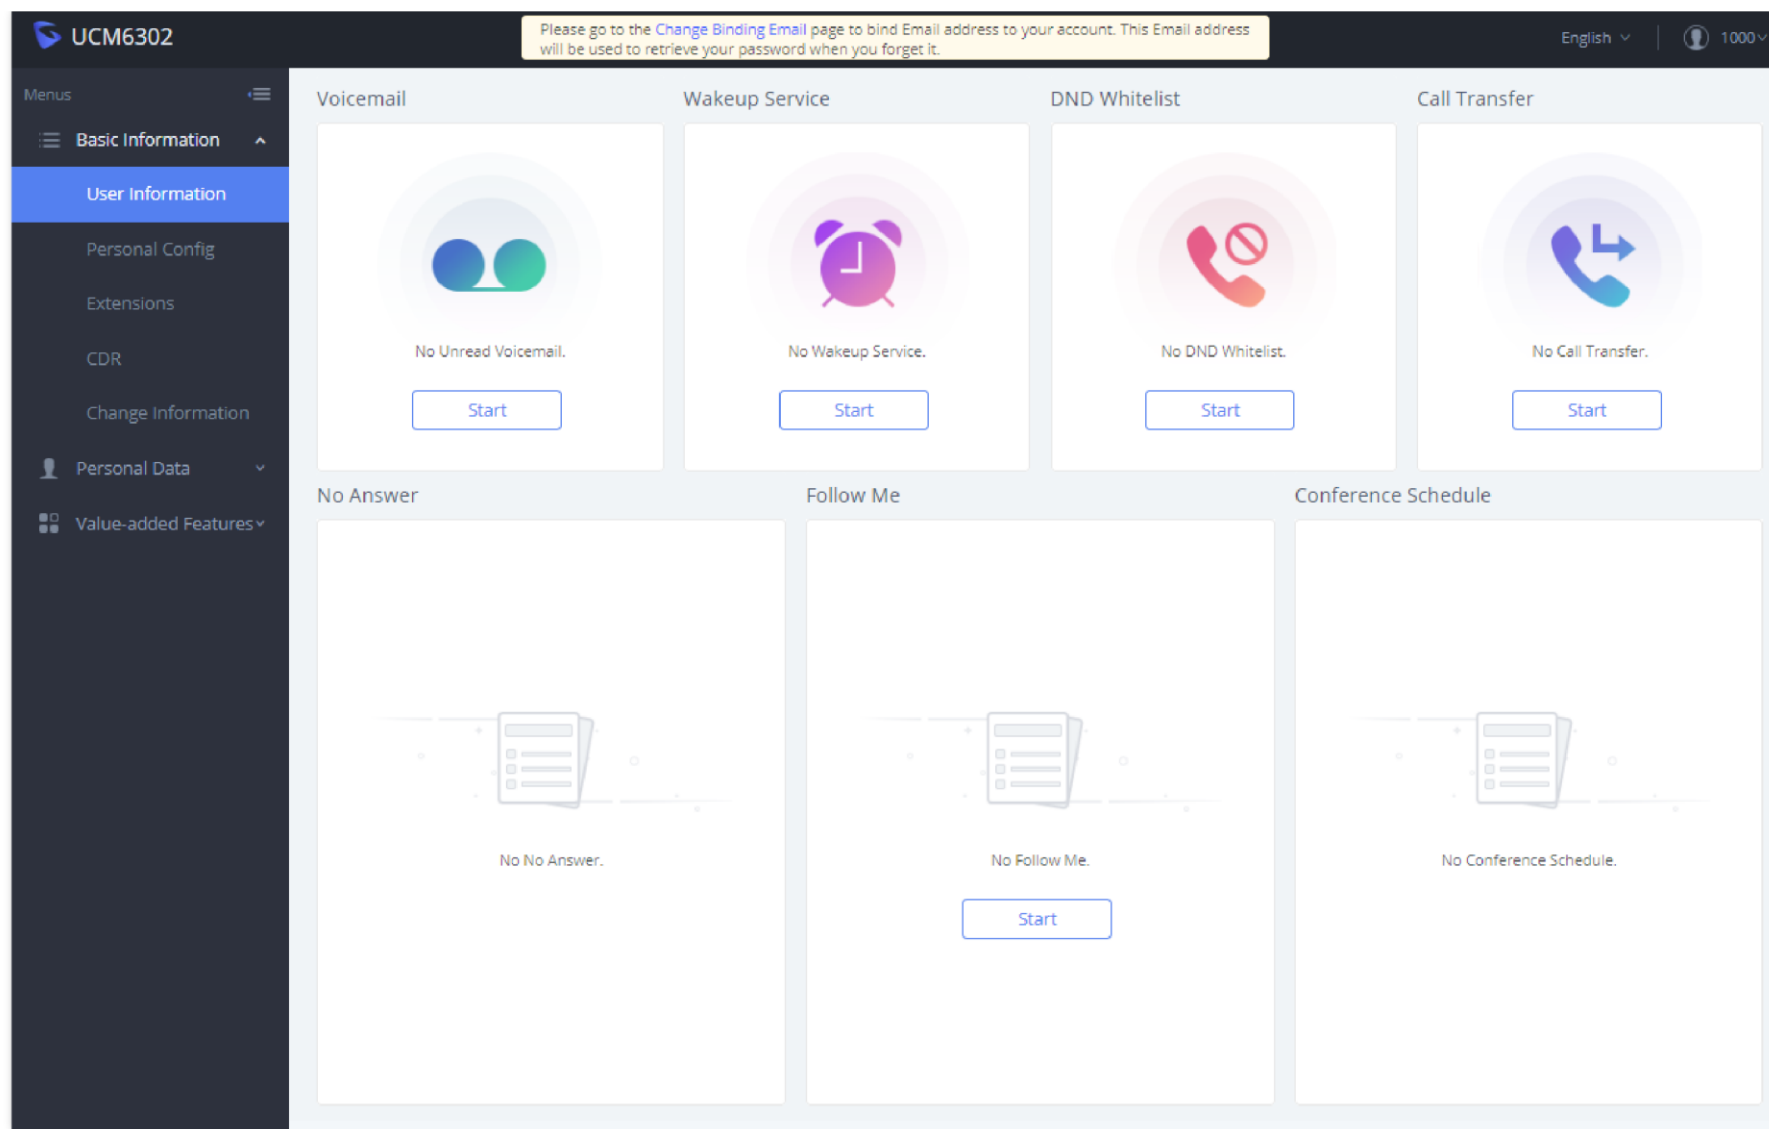 UCM6302
Please go to the Change Binding Email page to bind Email address to your account. This Email address
will be used to retrieve your password when you forget it.
English
1000
Menus
Basic Information
User Information
Personal Config
Extensions
CDR
Change Information
Personal Data
Value-added Features
Voicemail
No Unread Voicemail.
Start
Wakeup Service
No Wakeup Service.
Start
DND Whitelist
No DND Whitelist.
Start
Call Transfer
No Call Transfer.
Start
No Answer
No No Answer.
Follow Me
No Follow Me.
Start
Conference Schedule
No Conference Schedule.